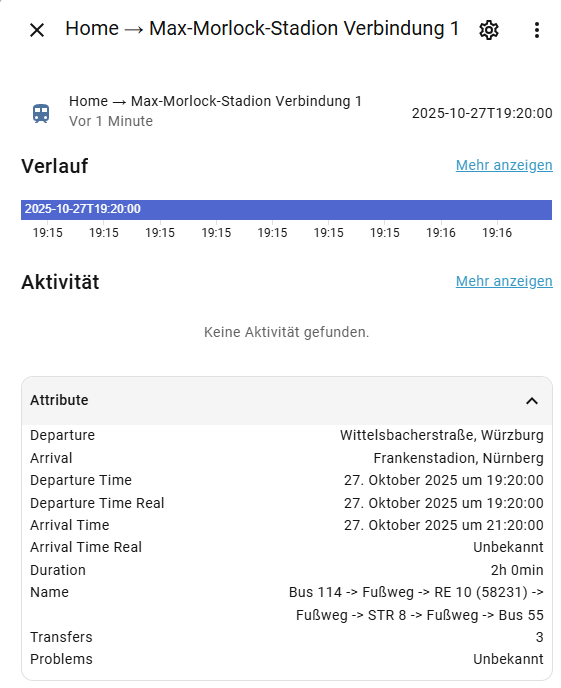 Home → Max-Morlock-Stadion Verbindung 1
Home → Max-Morlock-Stadion Verbindung 1
Vor 1 Minute
2025-10-27T19:20:00
Verlauf
Mehr anzeigen
2025-10-27T19:20:00
19:15 19:15 19:15 19:15 19:15 19:15 19:15 19:16 19:16
Aktivität
Mehr anzeigen
Keine Aktivität gefunden.
Attribute
Departure Wittelsbacherstraße, Würzburg
Arrival Frankenstadion, Nürnberg
Departure Time 27. Oktober 2025 um 19:20:00
Departure Time Real 27. Oktober 2025 um 19:20:00
Arrival Time 27. Oktober 2025 um 21:20:00
Arrival Time Real Unbekannt
Duration 2h 0min
Name Bus 114 -> Fußweg -> RE 10 (58231) ->
Fußweg -> STR 8 -> Fußweg -> Bus 55
Transfers 3
Problems Unbekannt